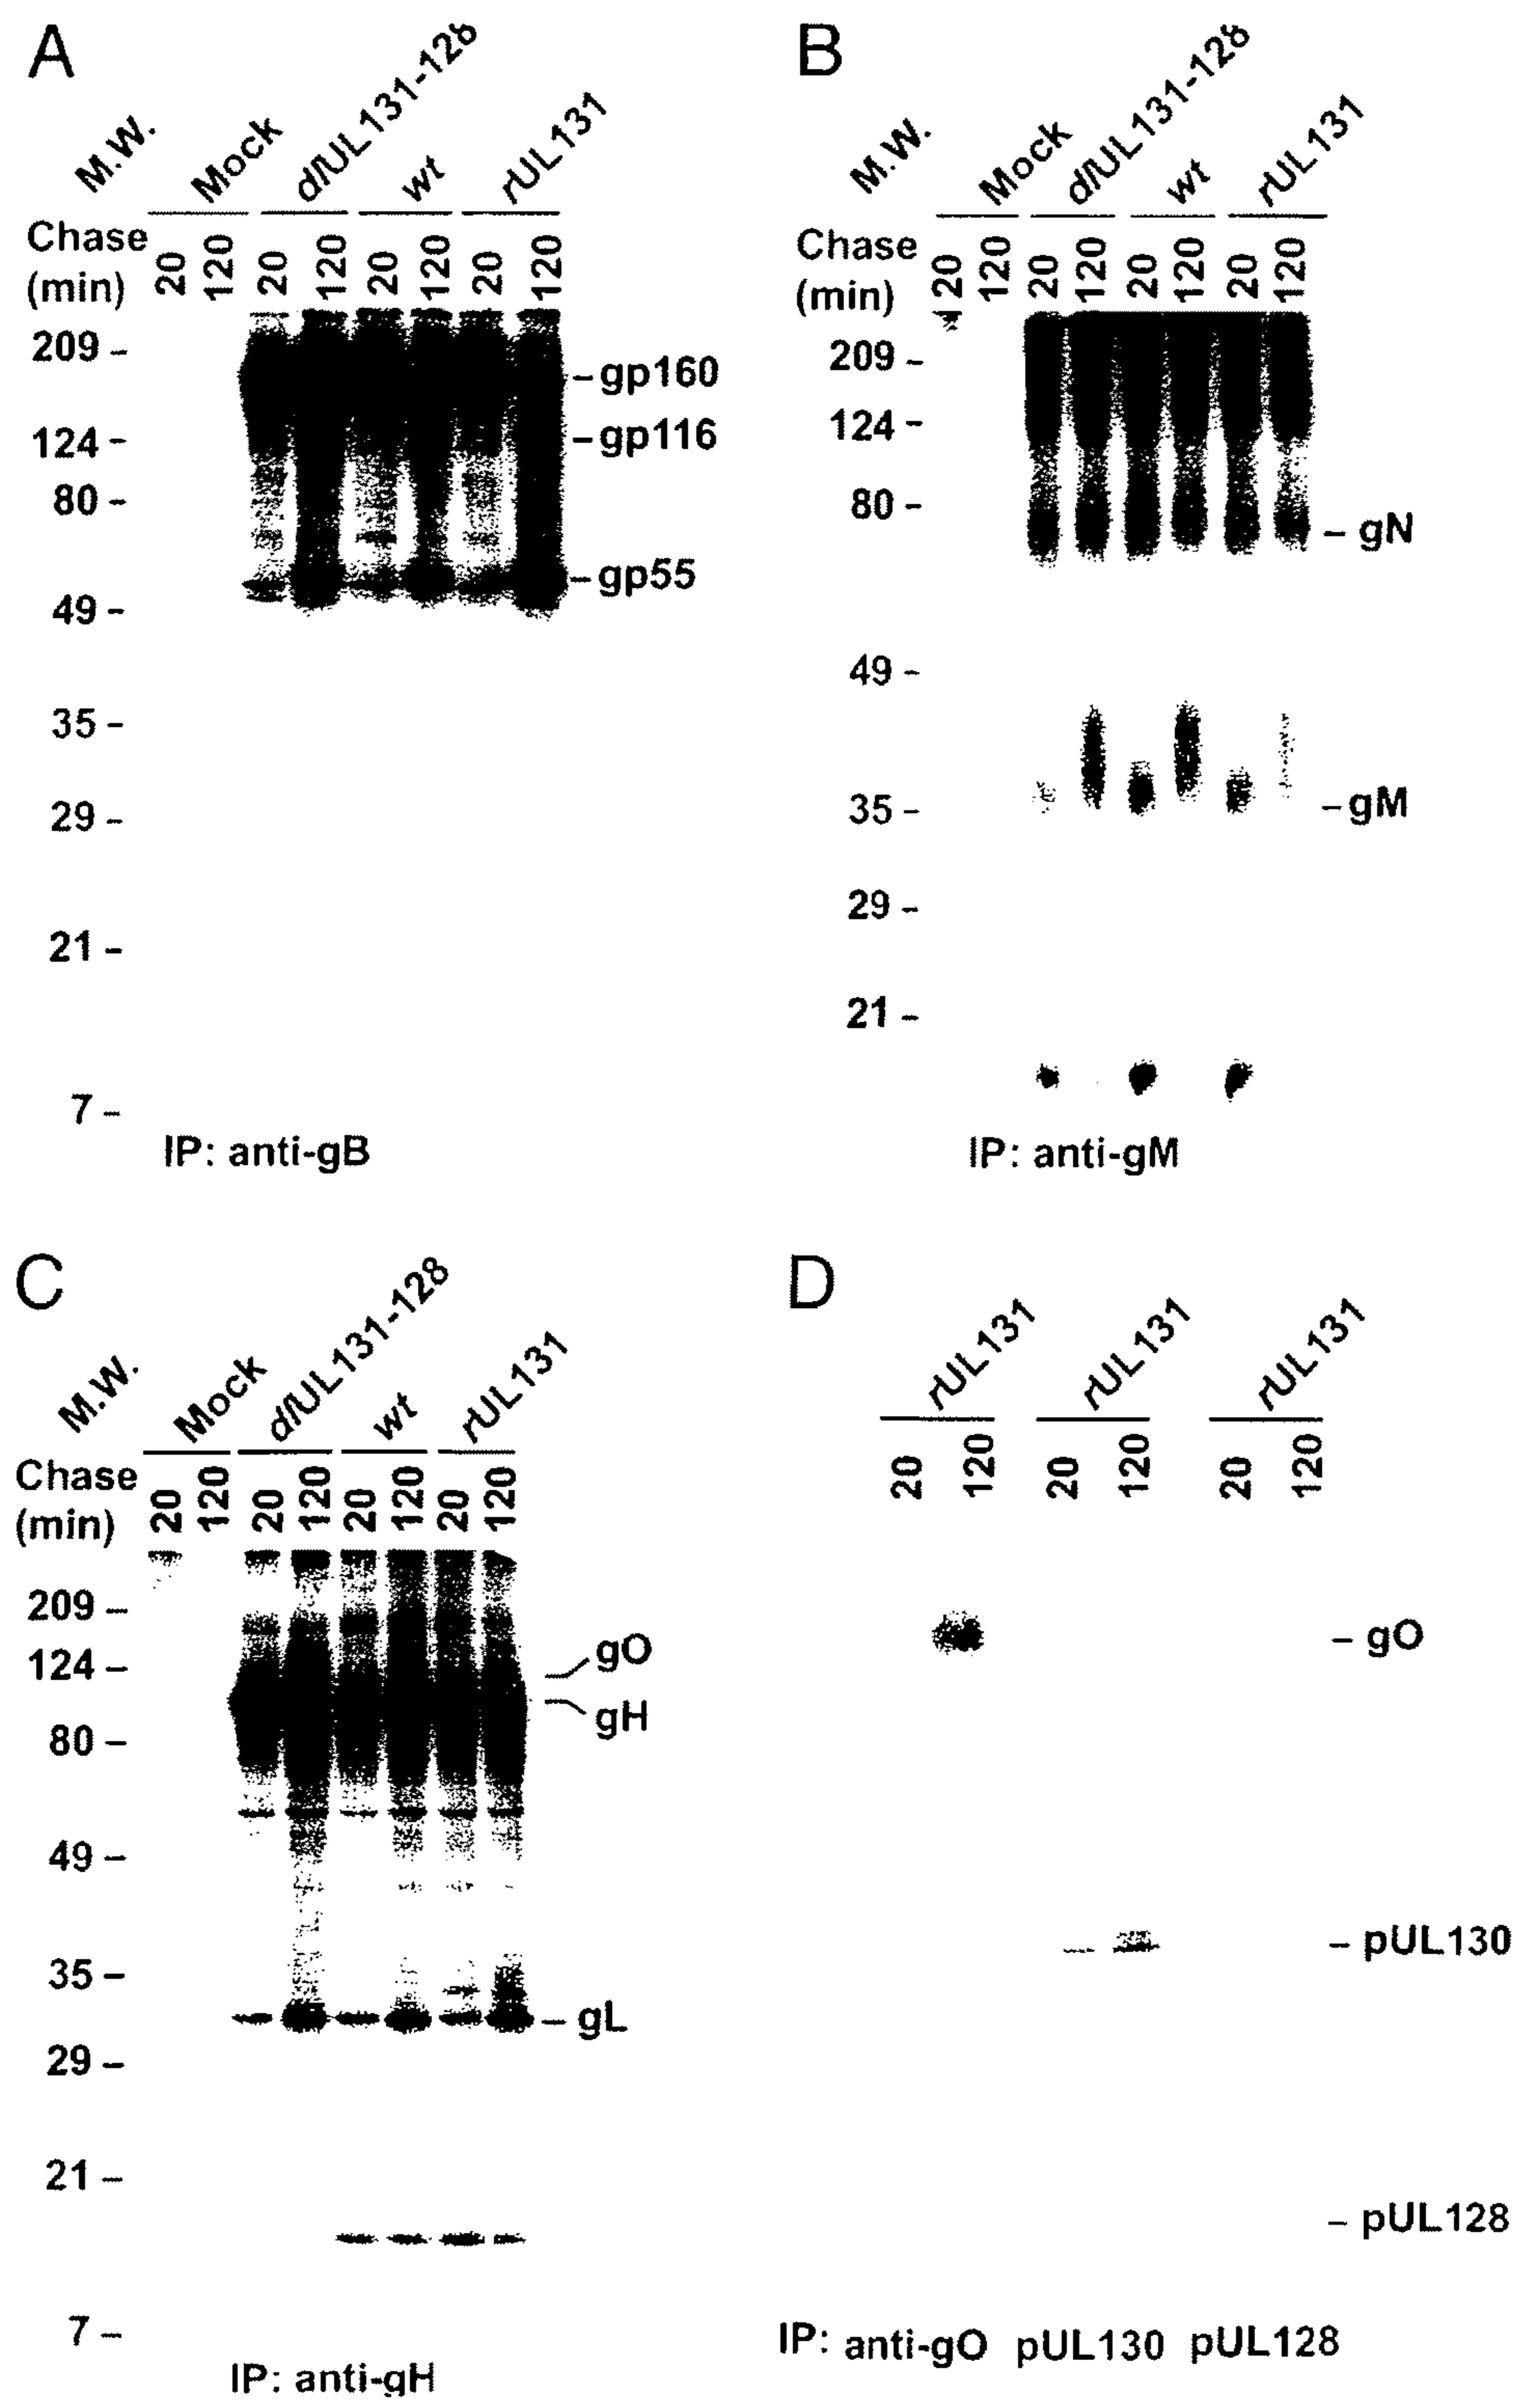 A
M.W. Mock dlUL131-128 wt rUL131
Chase (min) 20 120 20 120 20 120 20 120
209 –
124 –
80 –
49 –
35 –
29 –
21 –
7 –
–gp160
–gp116
–gp55
IP: anti-gB
B
M.W. Mock dlUL131-128 wt rUL131
Chase (min) 20 120 20 120 20 120 20 120
209 –
124 –
80 –
49 –
35 –
29 –
21 –
– gN
–gM
IP: anti-gM
C
M.W. Mock dlUL131-128 wt rUL131
Chase (min) 20 120 20 120 20 120 20 120
209 –
124 –
80 –
49 –
35 –
29 –
21 –
7 –
gO
gH
– gL
IP: anti-gH
D
rUL131 rUL131 rUL131
20 120 20 120 20 120
– gO
– pUL130
– pUL128
IP: anti-gO pUL130 pUL128